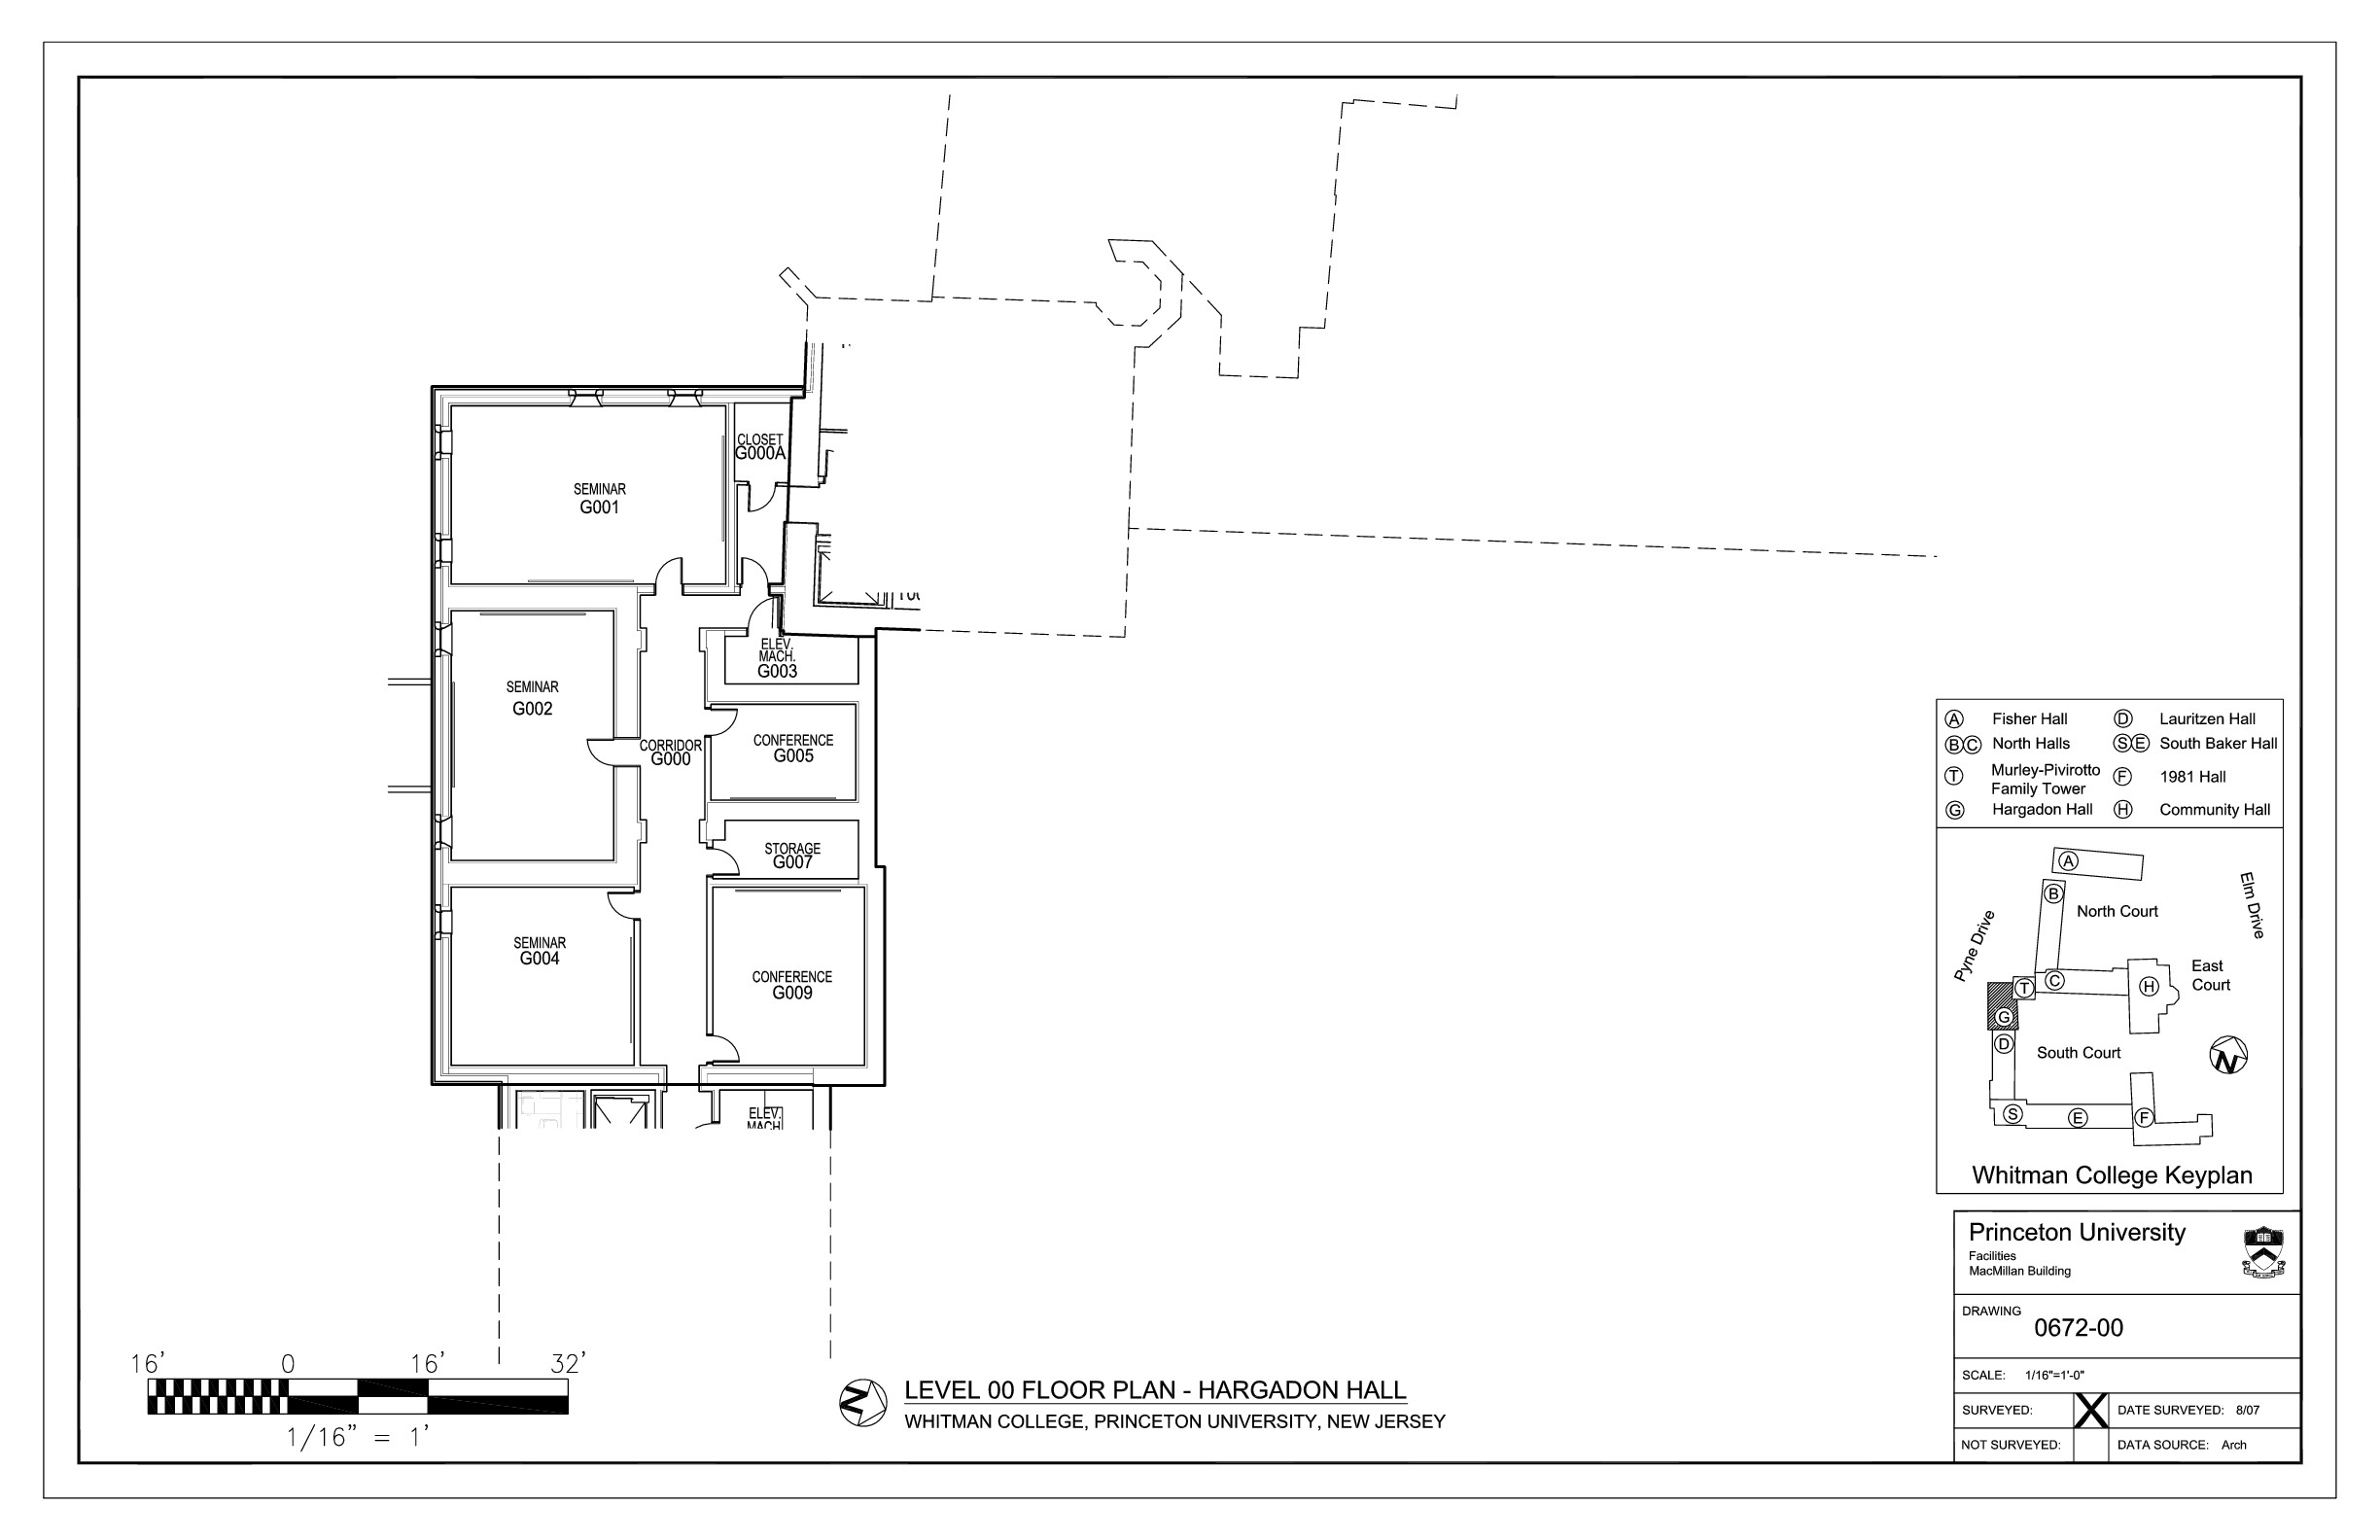 CLOSET
G000A
SEMINAR
G001
ELEV.
MACH.
G003
SEMINAR
G002
CORRIDOR
G000
CONFERENCE
G005
STORAGE
G007
SEMINAR
G004
CONFERENCE
G009
ELEV.
MACH
A Fisher Hall
D Lauritzen Hall
B C North Halls
S E South Baker Hall
T Murley-Pivirotto
Family Tower
F 1981 Hall
G Hargadon Hall
H Community Hall
A
B
North Court
Elm Drive
Pyne Drive
T
C
H
East
Court
G
D
South Court
N
S
E
F
Whitman College Keyplan
Princeton University
Facilities
MacMillan Building
DRAWING
0672-00
SCALE: 1/16"=1'-0"
SURVEYED: X DATE SURVEYED: 8/07
NOT SURVEYED: DATA SOURCE: Arch
16' 0 16' 32'
1/16" = 1'
N
LEVEL 00 FLOOR PLAN - HARGADON HALL
WHITMAN COLLEGE, PRINCETON UNIVERSITY, NEW JERSEY